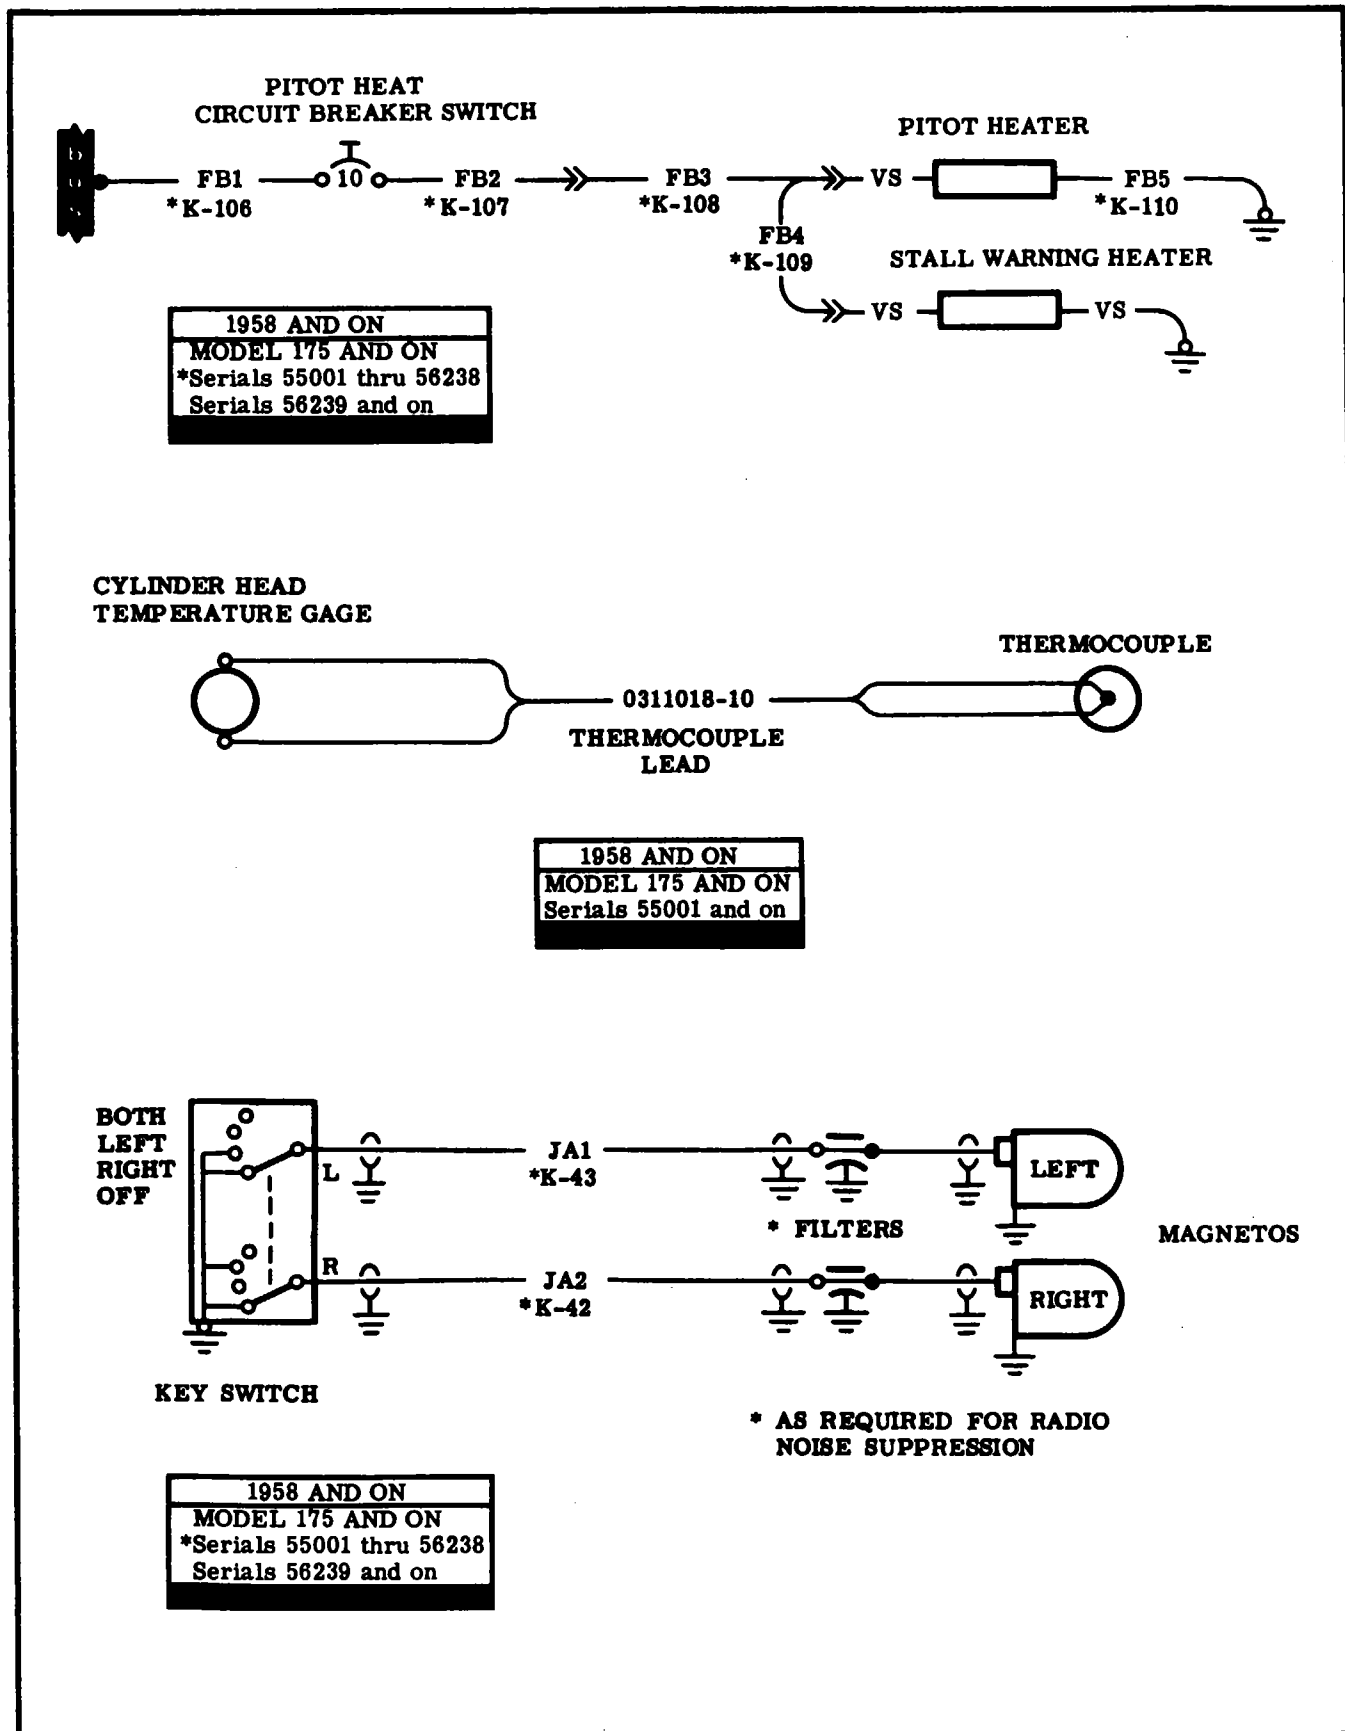 PITOT HEAT
CIRCUIT BREAKER SWITCH
PITOT HEATER
FB1
*K-106
10
FB2
*K-107
FB3
*K-108
VS
FB5
*K-110
FB4
*K-109
STALL WARNING HEATER
VS
VS
1958 AND ON
MODEL 175 AND ON
*Serials 55001 thru 56238
Serials 56239 and on
CYLINDER HEAD
TEMPERATURE GAGE
THERMOCOUPLE
0311018-10
THERMOCOUPLE
LEAD
1958 AND ON
MODEL 175 AND ON
Serials 55001 and on
BOTH
LEFT
RIGHT
OFF
L
JA1
*K-43
LEFT
* FILTERS
MAGNETOS
R
JA2
*K-42
RIGHT
KEY SWITCH
* AS REQUIRED FOR RADIO
NOISE SUPPRESSION
1958 AND ON
MODEL 175 AND ON
*Serials 55001 thru 56238
Serials 56239 and on